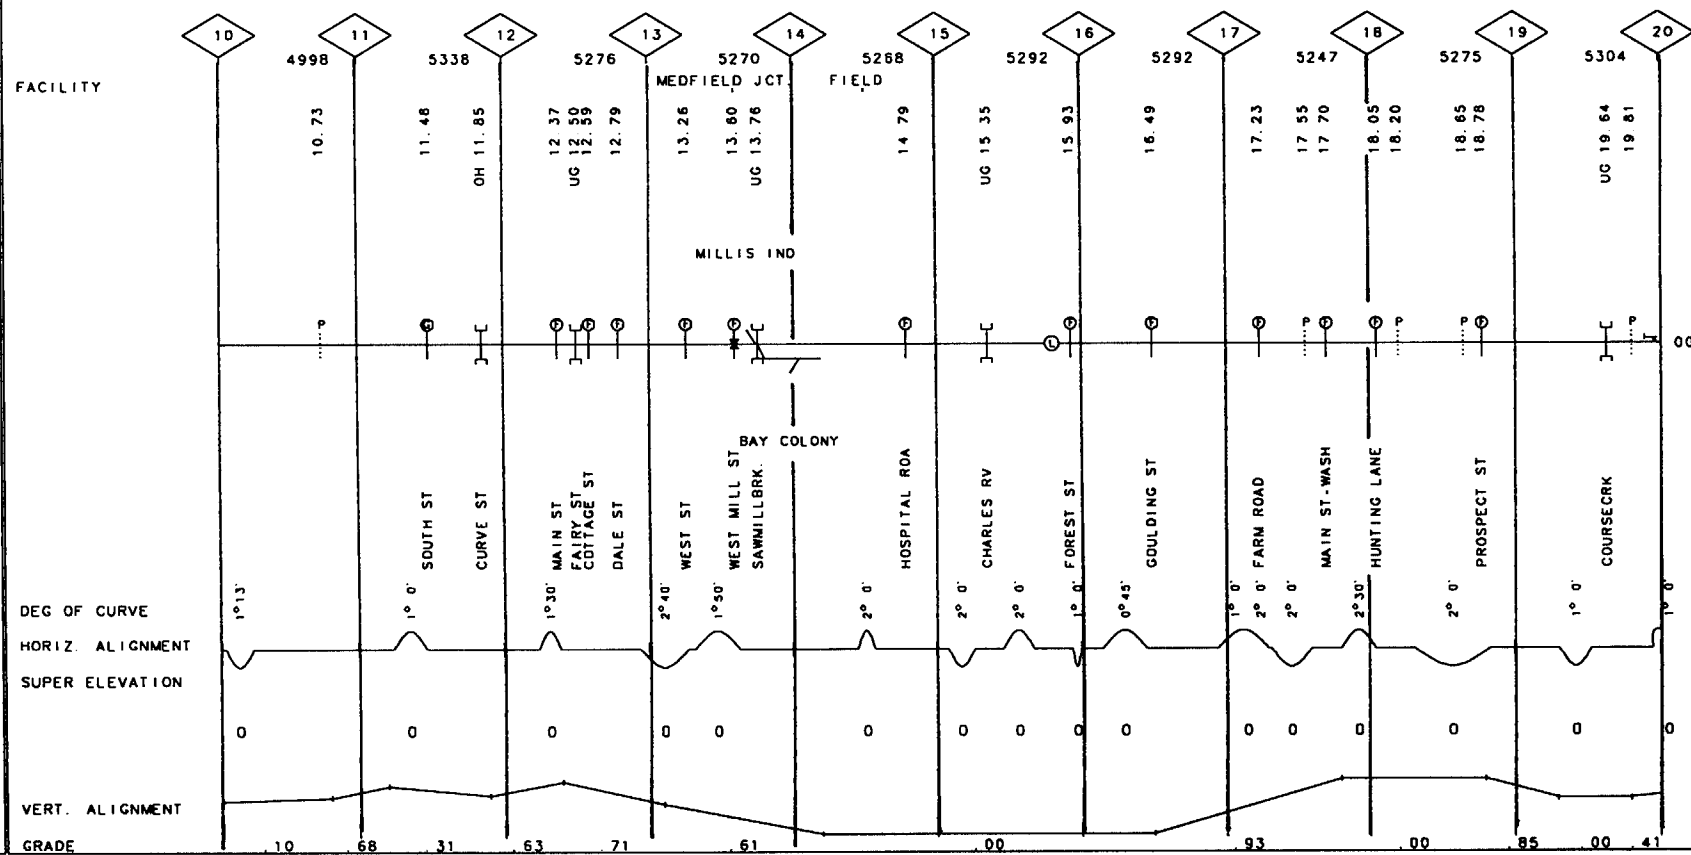 10 11 12 13 14 15 16 17 18 19 20
4998 5338 5276 5270 5268 5292 5292 5247 5275 5304
FACILITY
MEDFIELD JCT. FIELD
10.73
11.48
OH 11.85
12.37
UG 12.50
12.59
12.79
13.26
13.60
UG 13.76
14 79
UG 15 35
15 93
16.49
17.23
17 55
17 70
18.05
18.20
18.65
18.78
UG 19 64
19.81
MILLIS IND
P F P F P F P
L
00
BAY COLONY
SOUTH ST
CURVE ST
MAIN ST
FAIRY ST
COTTAGE ST
DALE ST
WEST ST
WEST MILL ST
SAWMILLBRK.
HOSPITAL ROA
CHARLES RV
FOREST ST
GOULDING ST
FARM ROAD
MAIN ST-WASH
HUNTING LANE
PROSPECT ST
COURSECRK
DEG OF CURVE
1°13' 1° 0' 1°30' 2°40' 1°50' 2° 0' 2° 0' 2° 0' 1° 0' 0°45' 1° 0' 2° 0' 2° 0' 2°30' 2° 0' 1° 0' 1° 0'
HORIZ. ALIGNMENT
SUPER ELEVATION
0 0 0 0 0 0 0 0 0 0 0 0 0 0 0 0
VERT. ALIGNMENT
GRADE .10 .68 .31 .63 .71 .61 .00 .93 .00 .85 .00 .41